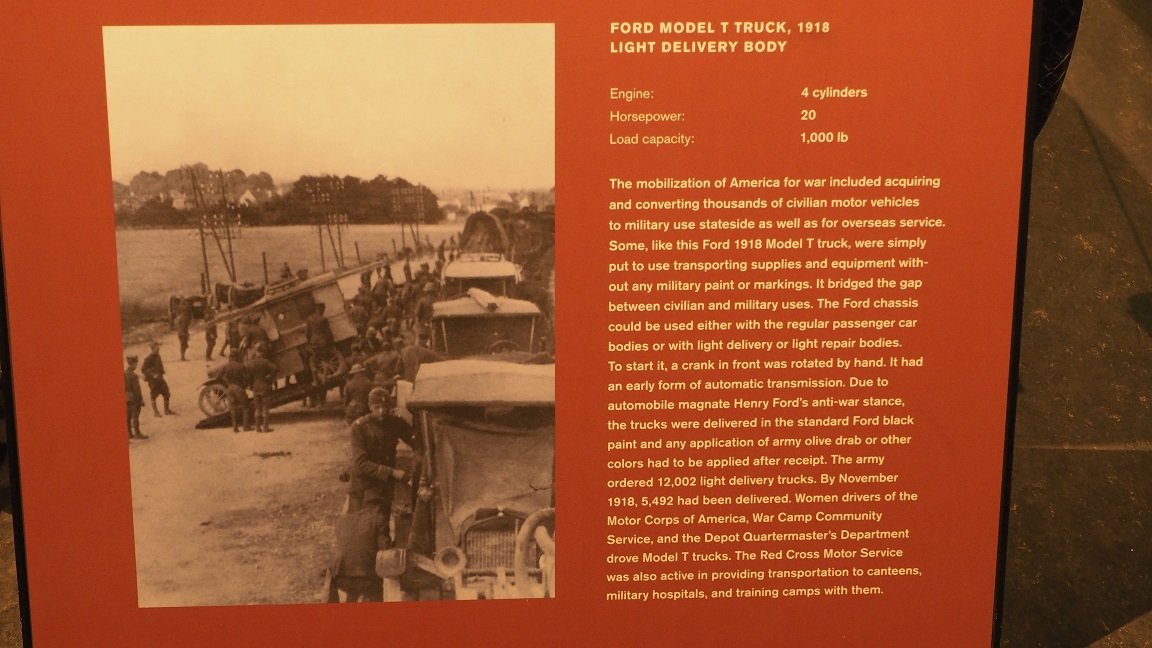 FORD MODEL T TRUCK, 1918
LIGHT DELIVERY BODY
Engine: 4 cylinders
Horsepower: 20
Load capacity: 1,000 lb
The mobilization of America for war included acquiring
and converting thousands of civilian motor vehicles
to military use stateside as well as for overseas service.
Some, like this Ford 1918 Model T truck, were simply
put to use transporting supplies and equipment with-
out any military paint or markings. It bridged the gap
between civilian and military uses. The Ford chassis
could be used either with the regular passenger car
bodies or with light delivery or light repair bodies.
To start it, a crank in front was rotated by hand. It had
an early form of automatic transmission. Due to
automobile magnate Henry Ford's anti-war stance,
the trucks were delivered in the standard Ford black
paint and any application of army olive drab or other
colors had to be applied after receipt. The army
ordered 12,002 light delivery trucks. By November
1918, 5,492 had been delivered. Women drivers of the
Motor Corps of America, War Camp Community
Service, and the Depot Quartermaster's Department
drove Model T trucks. The Red Cross Motor Service
was also active in providing transportation to canteens,
military hospitals, and training camps with them.